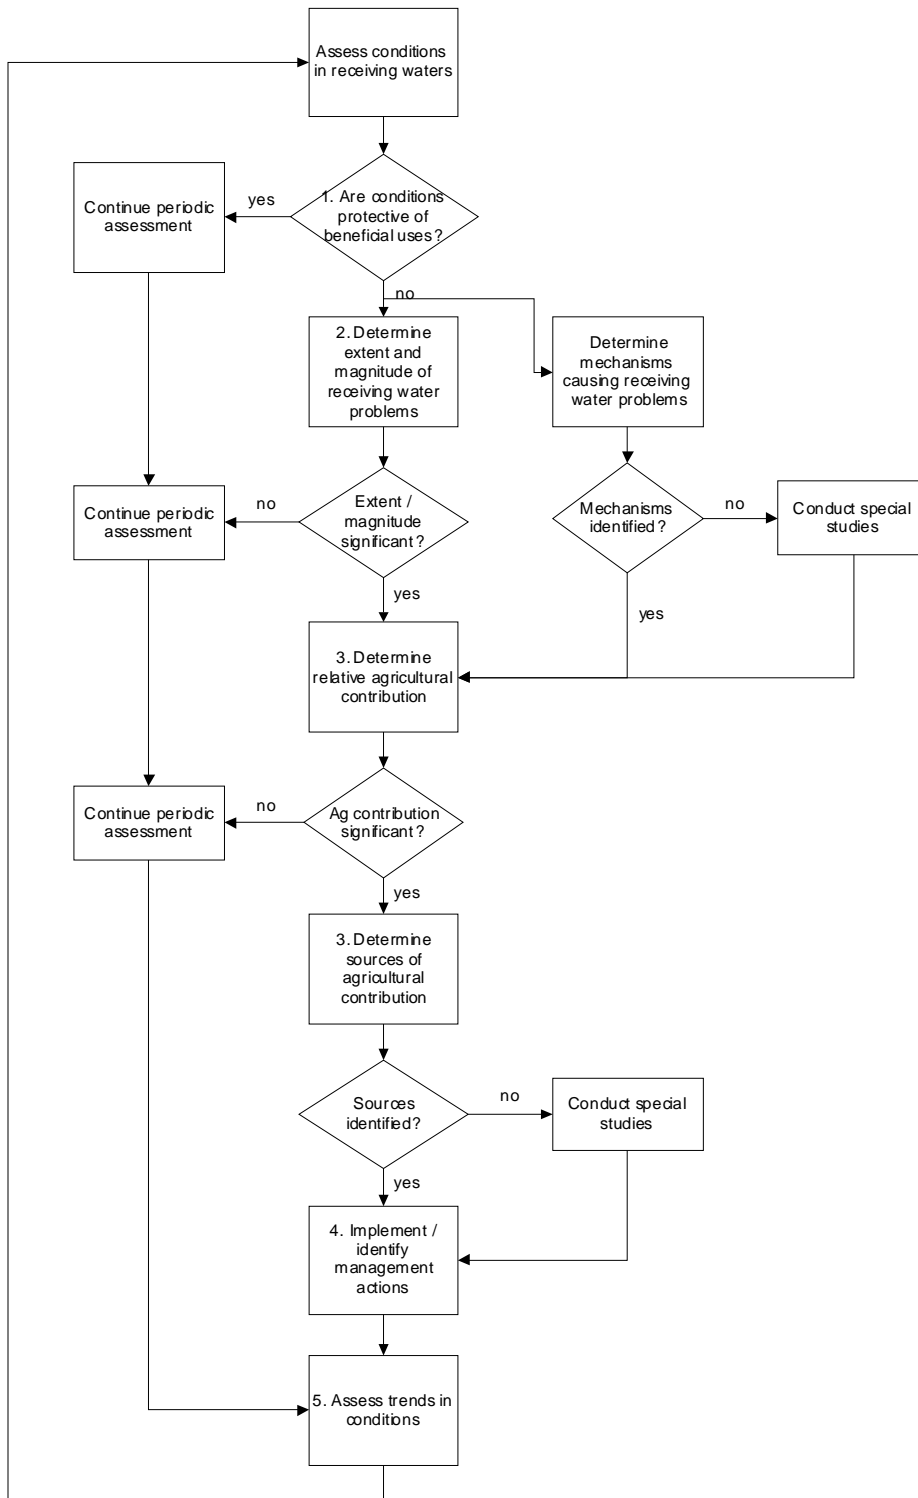 Assess conditions
in receiving waters
1. Are conditions
protective of
beneficial uses?
yes
Continue periodic
assessment
no
2. Determine
extent and
magnitude of
receiving water
problems
Determine
mechanisms
causing receiving
water problems
Extent /
magnitude
significant?
no
Continue periodic
assessment
Mechanisms
identified?
no
Conduct special
studies
yes
yes
3. Determine
relative agricultural
contribution
Ag contribution
significant?
no
Continue periodic
assessment
yes
3. Determine
sources of
agricultural
contribution
Sources
identified?
no
Conduct special
studies
yes
4. Implement /
identify
management
actions
5. Assess trends in
conditions